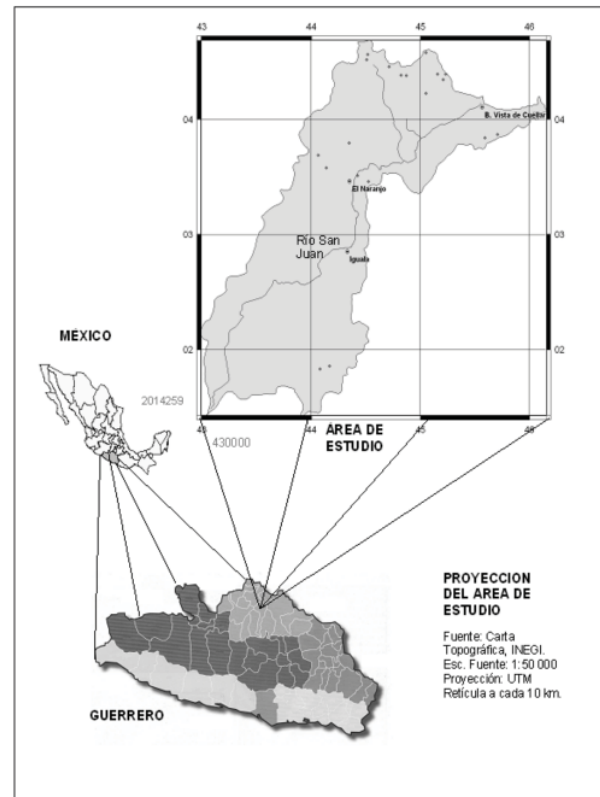 43 44 45 46
04 04
B. Vista de Cuellar
El Naranjo
03 03
Río San
Juan
Iguala
02 02
MÉXICO
2014259
43 44 45 46
430000
ÁREA DE
ESTUDIO
PROYECCION
DEL AREA DE
ESTUDIO
Fuente: Carta
Topográfica, INEGI.
Esc. Fuente: 1:50 000
Proyección: UTM
Retícula a cada 10 km.
GUERRERO